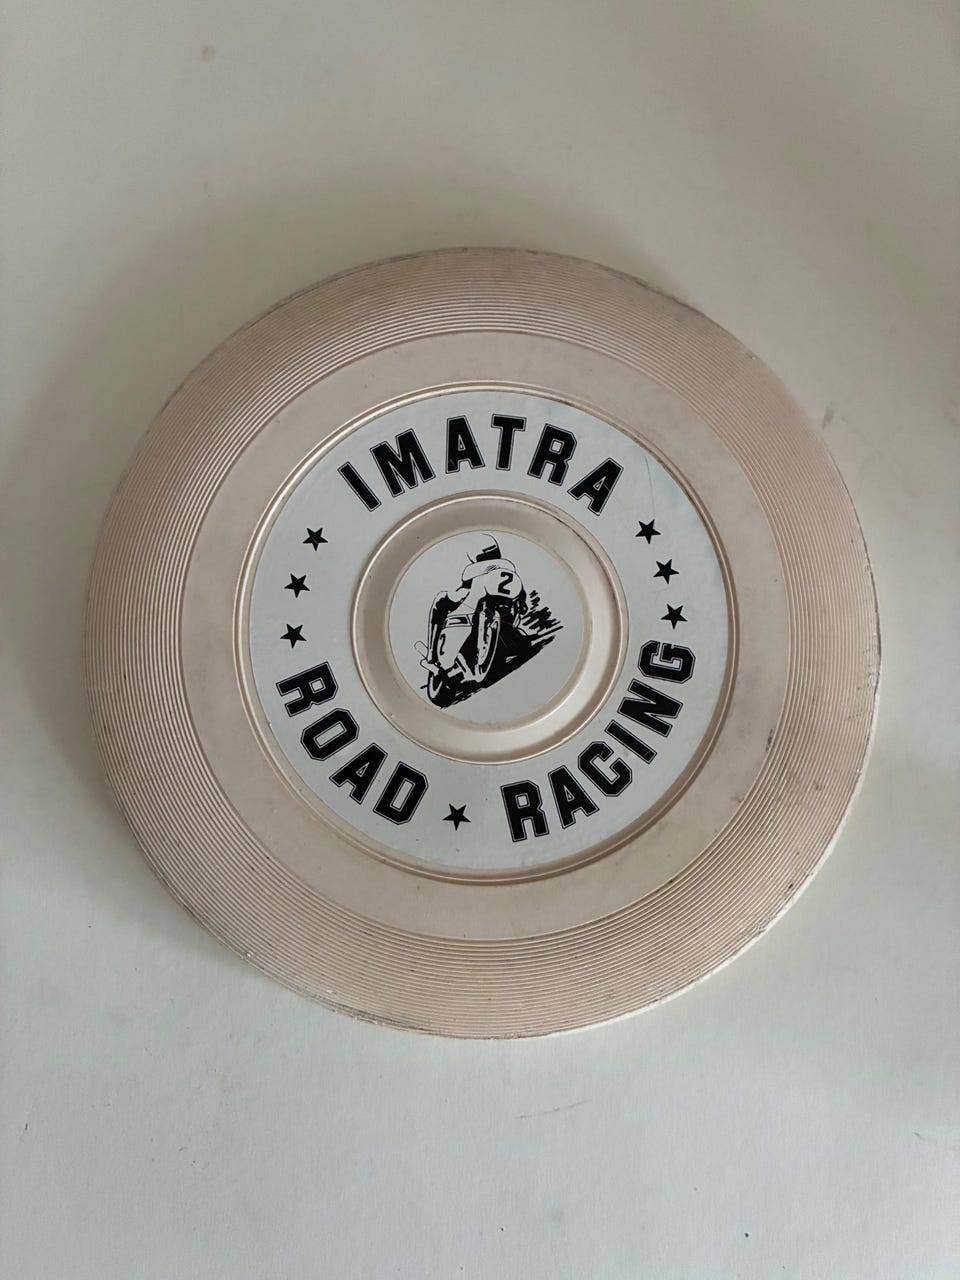 IMATRA
ROAD ★ RACING
2